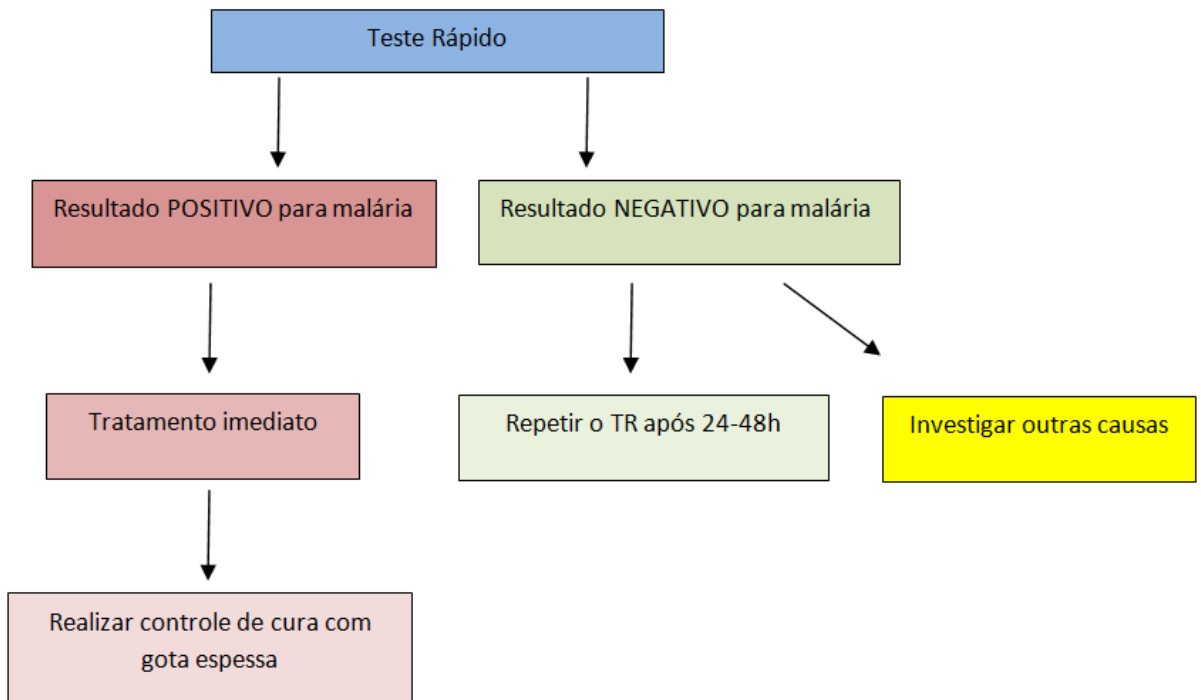 Teste Rápido
Resultado POSITIVO para malária
Resultado NEGATIVO para malária
Tratamento imediato
Repetir o TR após 24-48h
Investigar outras causas
Realizar controle de cura com
gota espessa